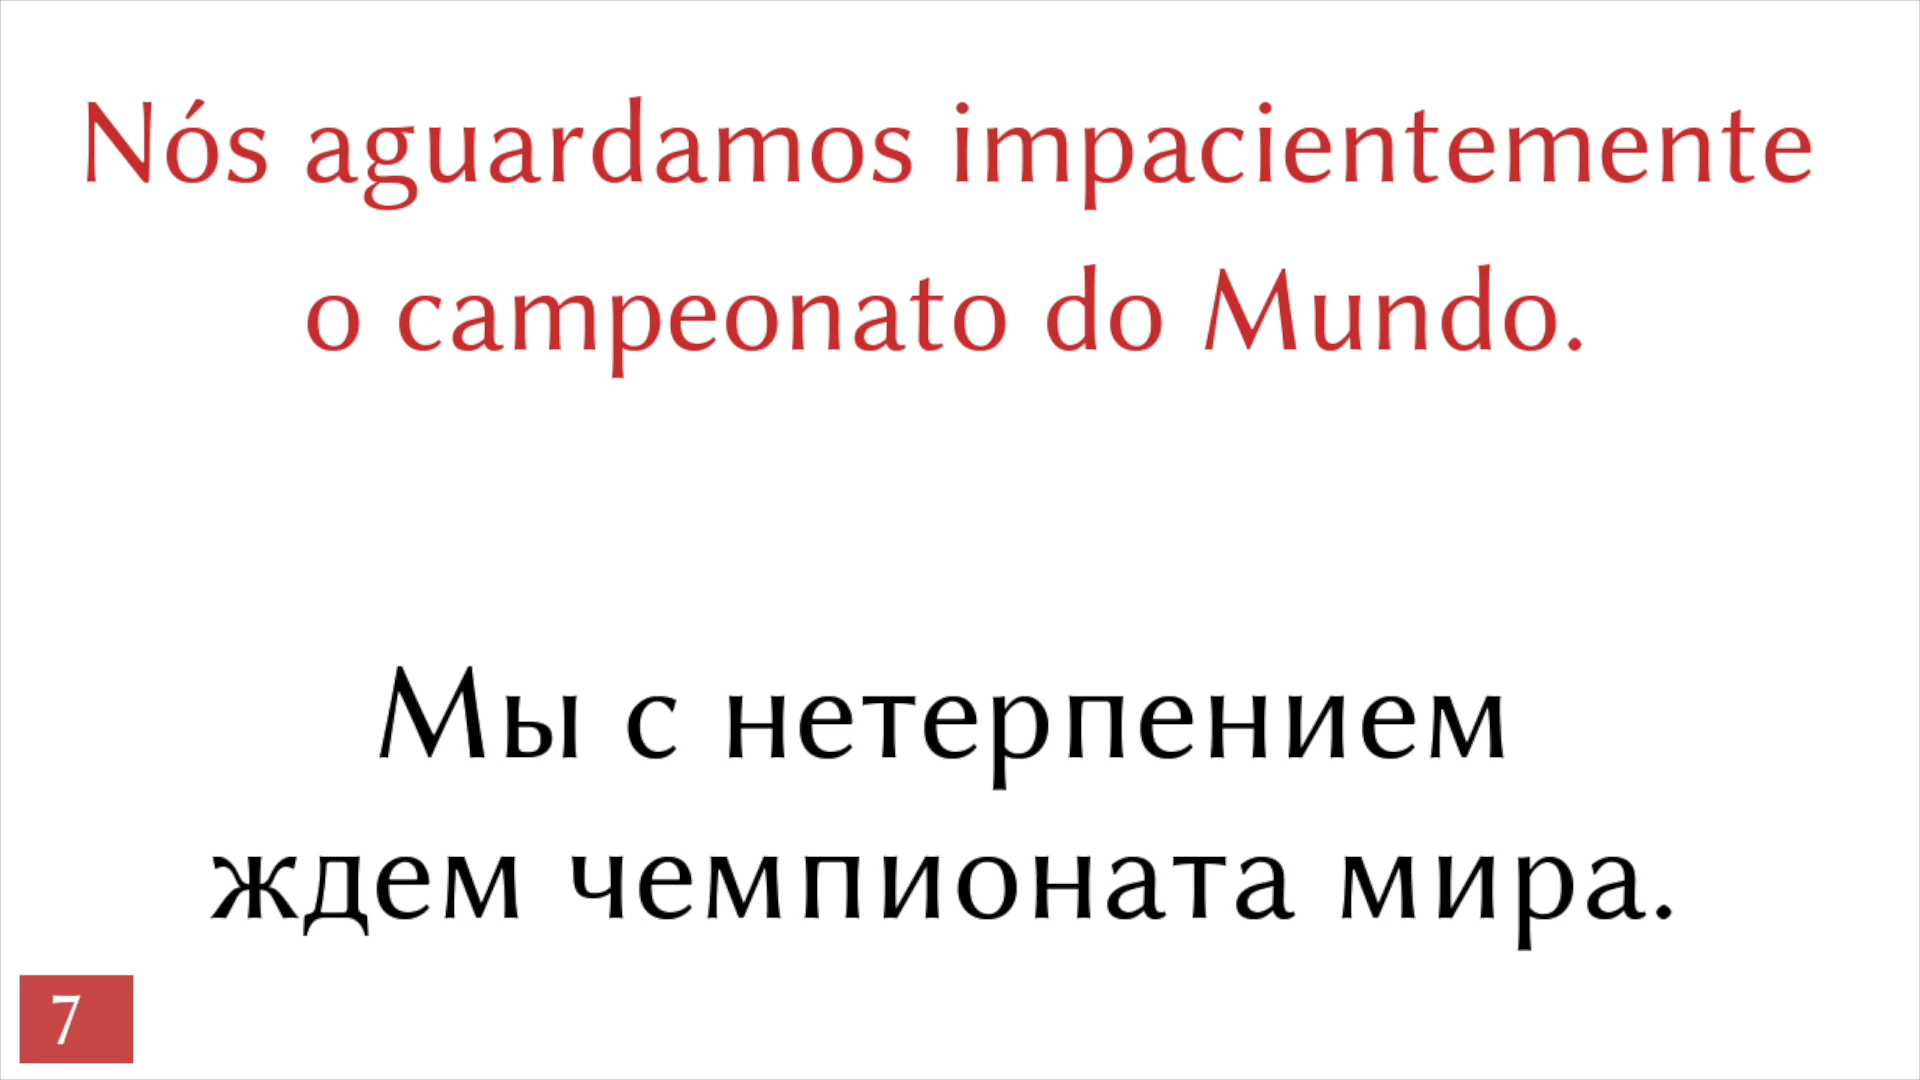 Nós aguardamos impacientemente
o campeonato do Mundo.
Мы с нетерпением
ждем чемпионата мира.
7